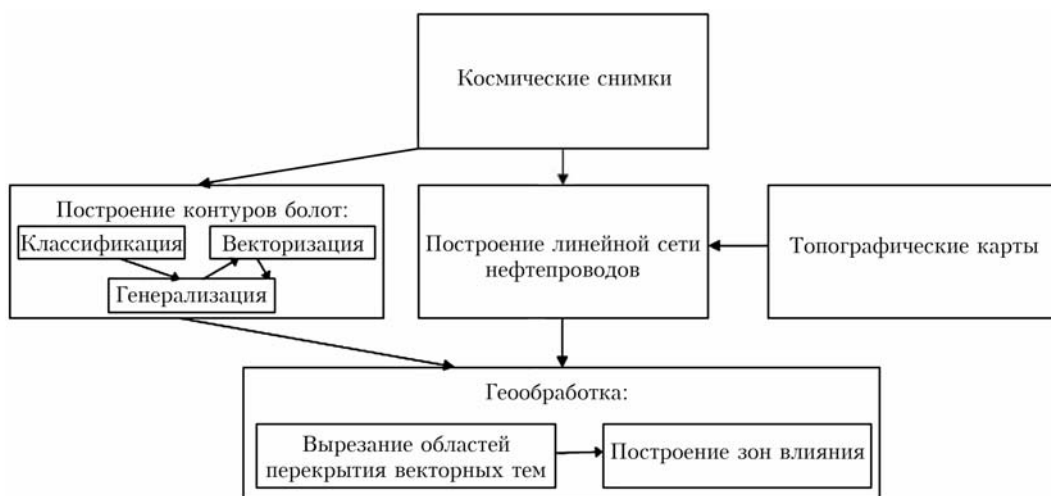 Космические снимки
Построение контуров болот:
Классификация
Векторизация
Генерализация
Построение линейной сети
нефтепроводов
Топографические карты
Геообработка:
Вырезание областей
перекрытия векторных тем
Построение зон влияния